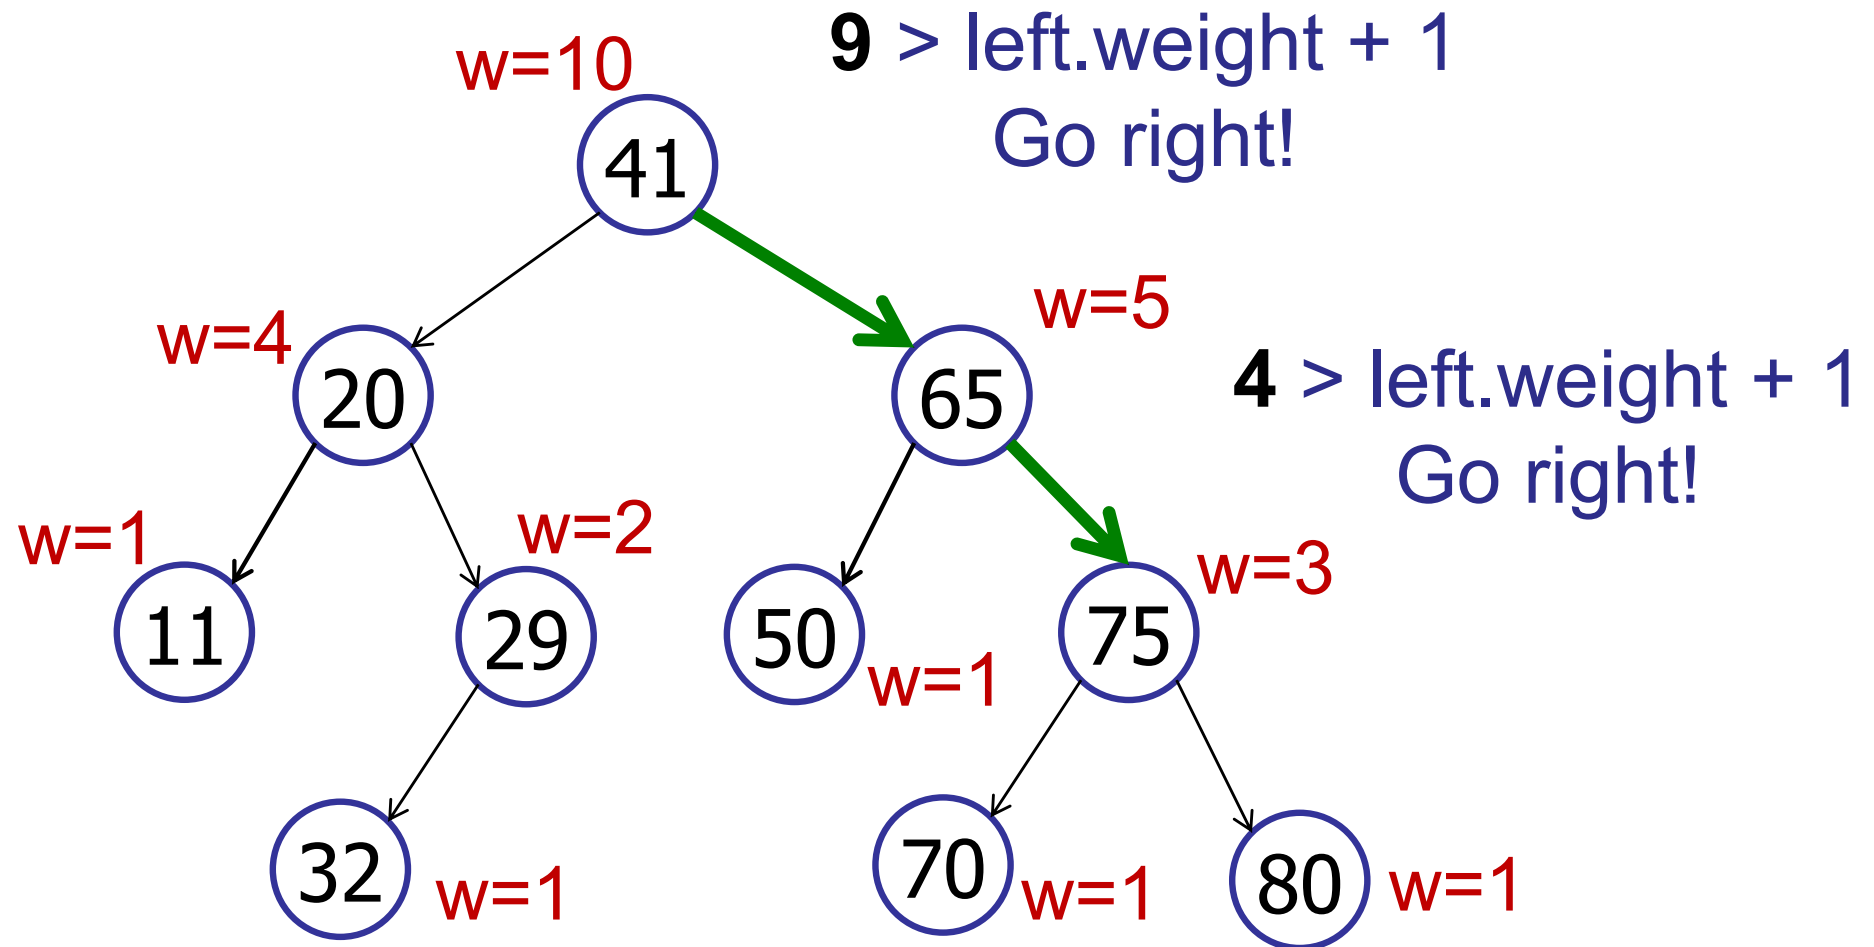 w=10
9 > left.weight + 1
Go right!
41
w=5
w=4
20
65
4 > left.weight + 1
Go right!
w=1
w=2
w=3
11
29
50
75
w=1
32
w=1
70
w=1
80
w=1